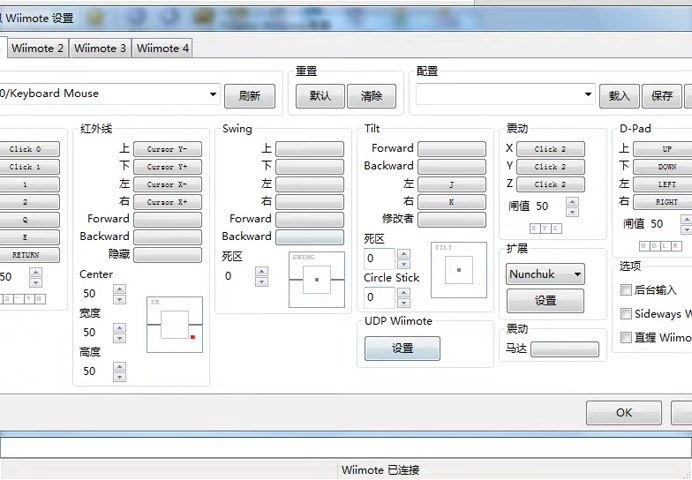 Wiimote 设置
Wiimote 2
Wiimote 3
Wiimote 4
0/Keyboard Mouse
刷新
重置
默认
清除
配置
载入
保存
Click 0
Click 1
1
2
Q
E
RETURN
50
红外线
上 Cursor Y-
下 Cursor Y+
左 Cursor X-
右 Cursor X+
Forward
Backward
隐藏
Center
50
宽度
50
高度
50
IR
Swing
上
下
左
右
Forward
Backward
死区
0
SWING
Tilt
Forward
Backward
左 J
右 K
修改者
死区
0
Circle Stick
0
TILT
UDP Wiimote
设置
震动
X Click 2
Y Click 2
Z Click 2
闸值 50
X Y Z
扩展
Nunchuk
设置
震动
马达
D-Pad
上 UP
下 DOWN
左 LEFT
右 RIGHT
闸值 50
U D L R
选项
后台输入
Sideways W
直握 Wiimo
OK
Wiimote 已连接